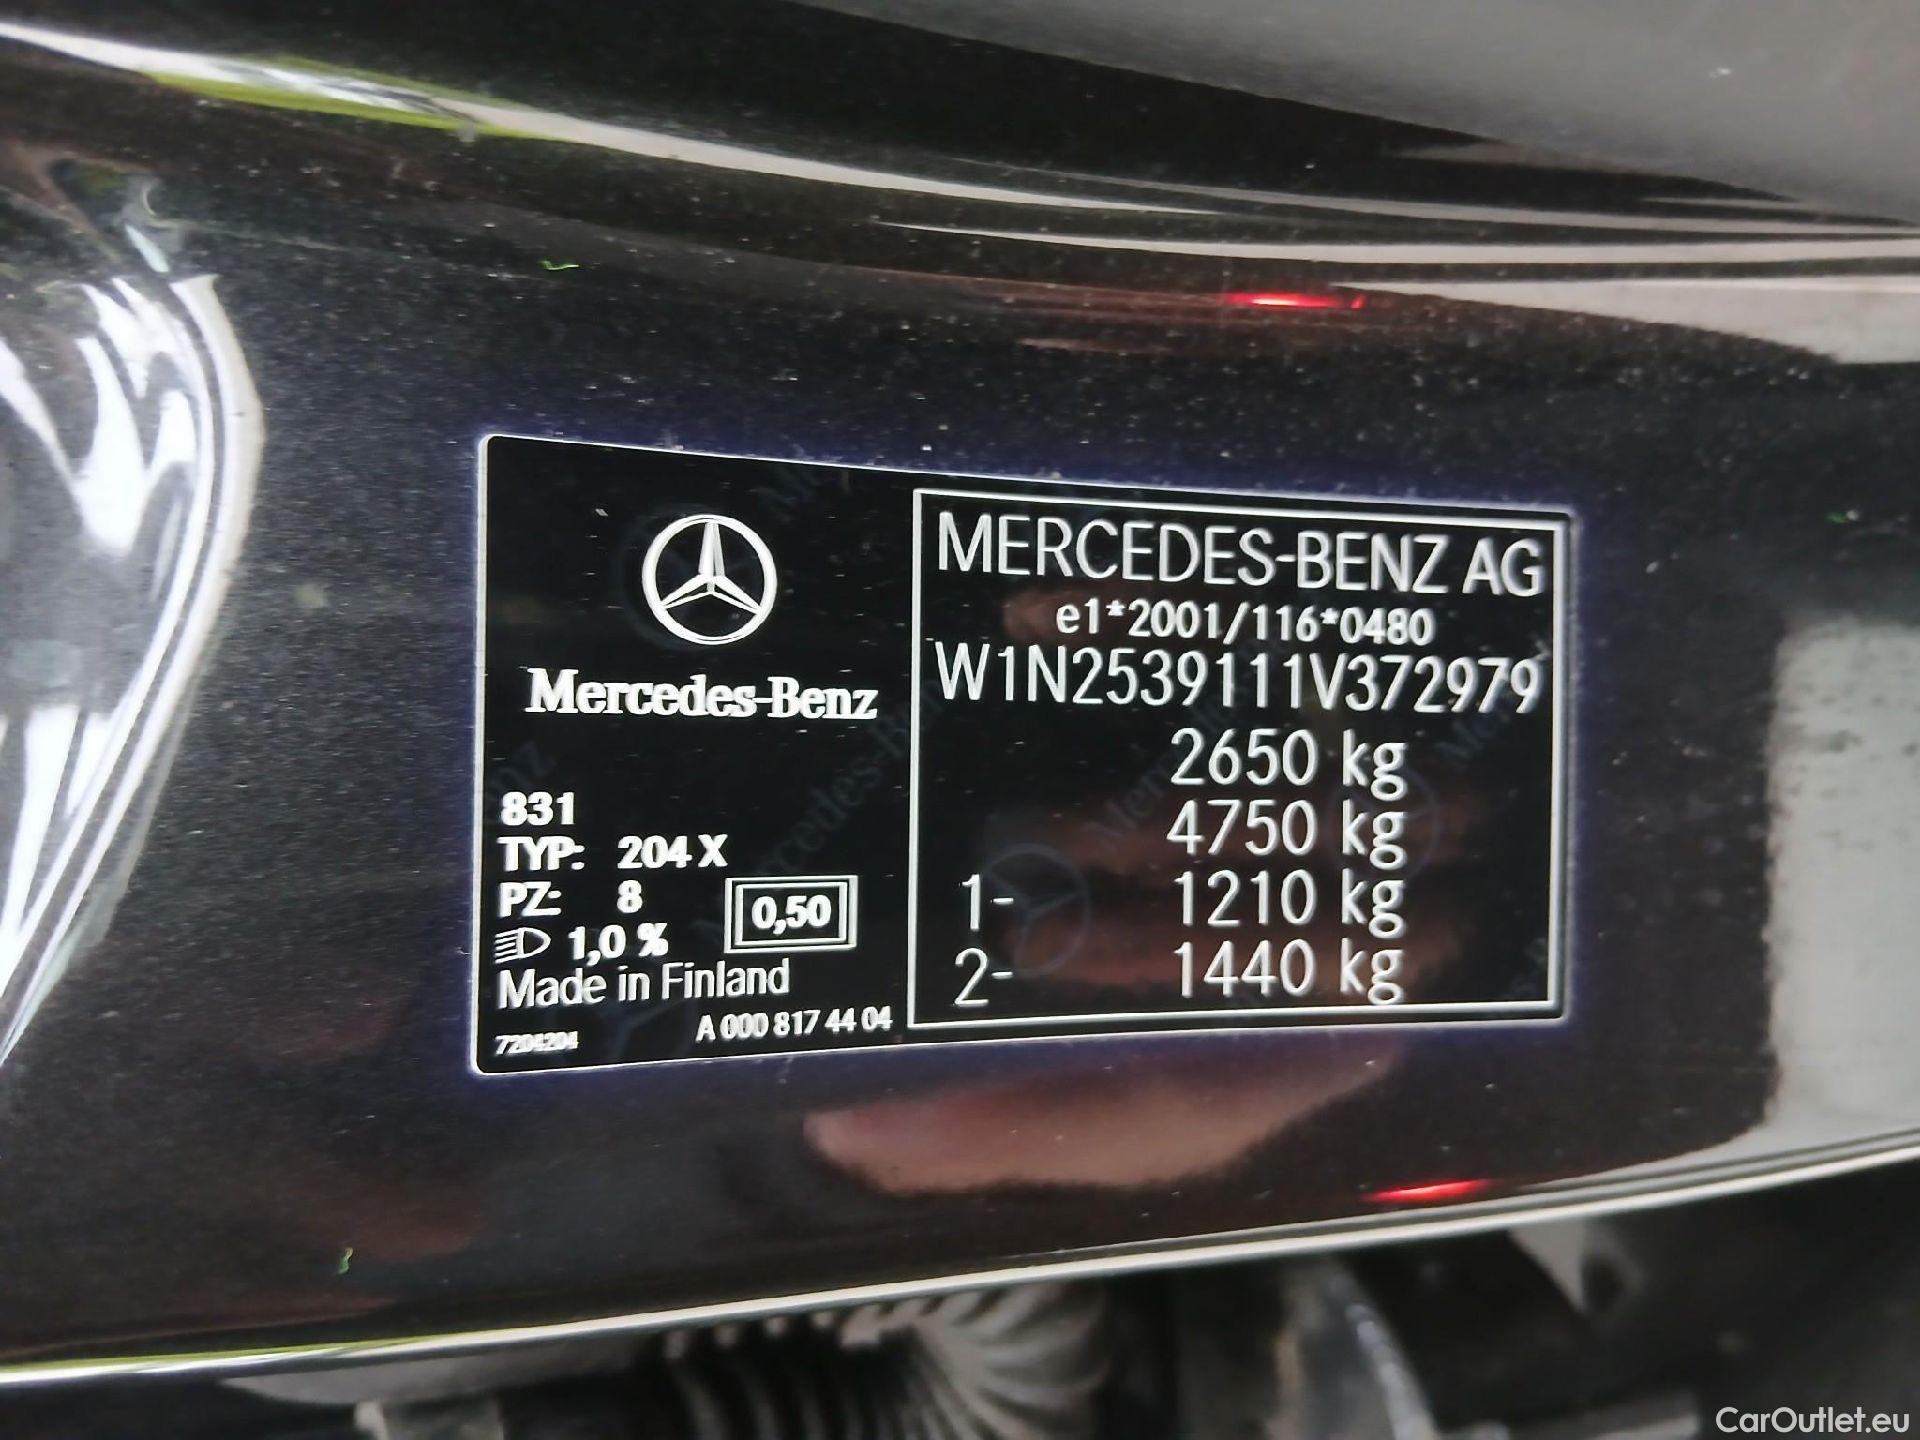 Mercedes-Benz
831
TYP: 204 X
PZ: 8
1,0 %
0,50
Made in Finland
7204204
A 000 817 44 04
MERCEDES-BENZ AG
e1*2001/116*0480
W1N2539111V372979
2650 kg
4750 kg
1- 1210 kg
2- 1440 kg
CarOutlet.eu